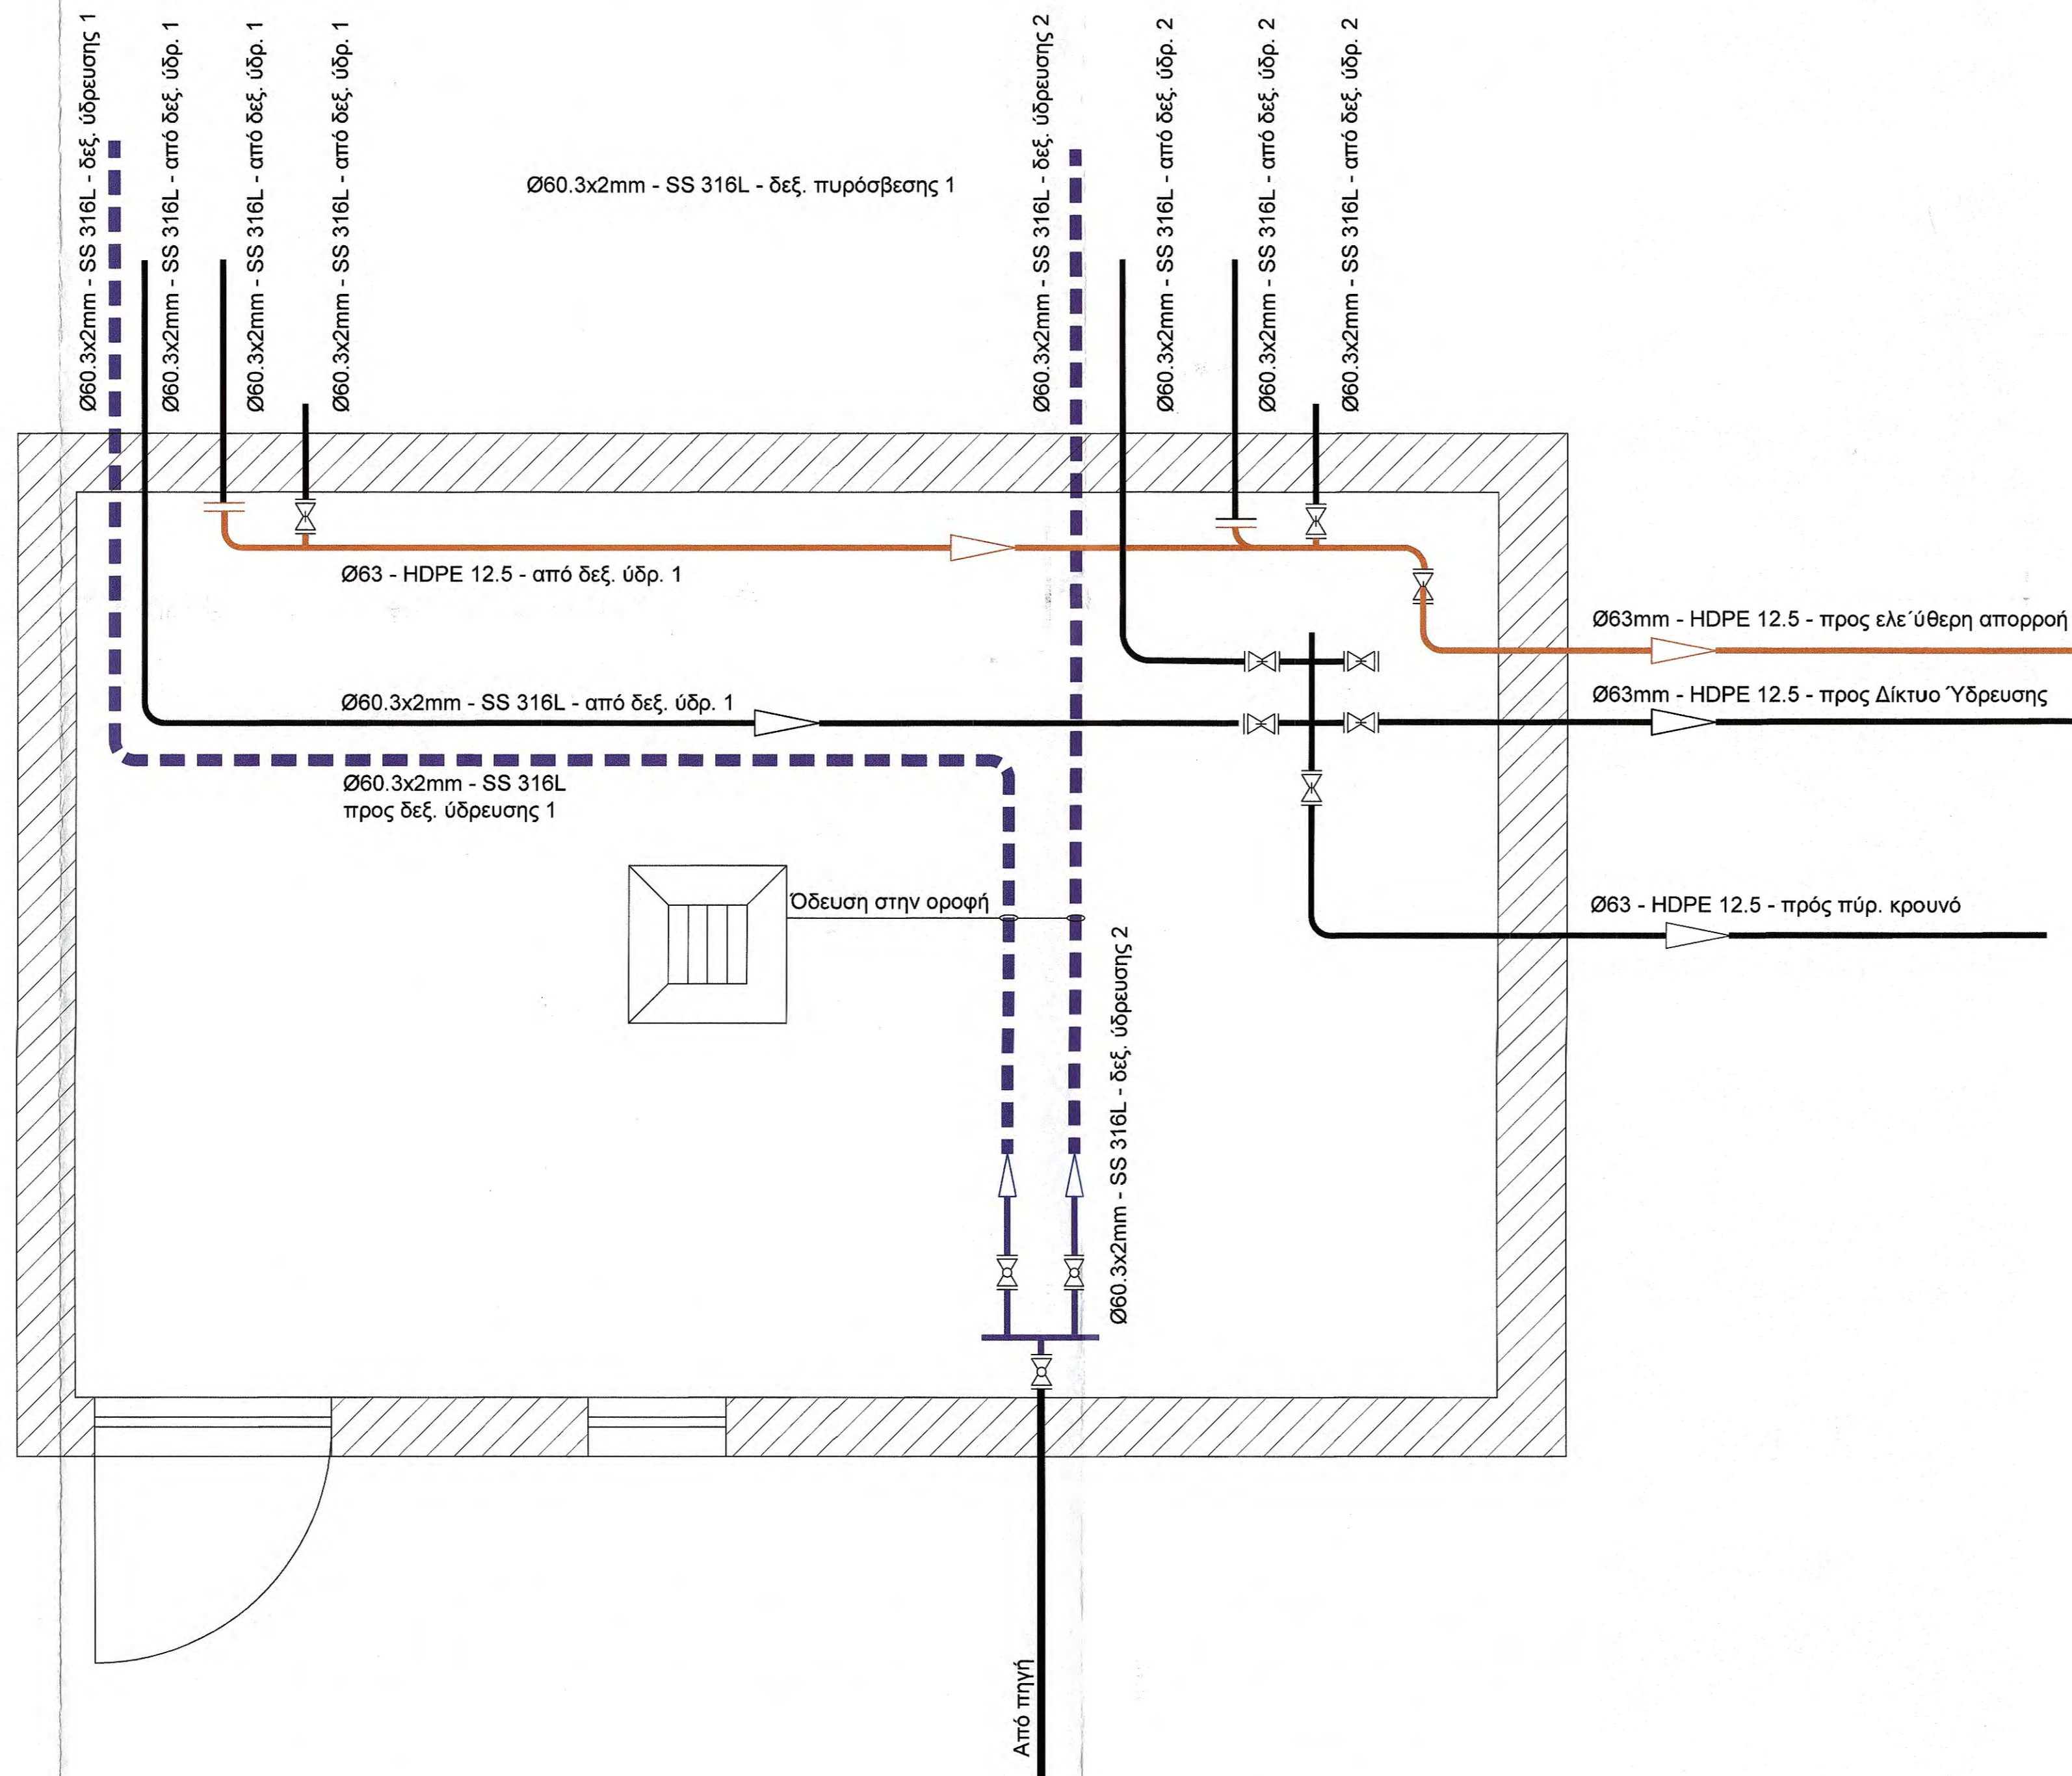 Ø60.3x2mm - SS 316L - δεξ. ύδρευσης 1
Ø60.3x2mm - SS 316L - από δεξ. ύδρ. 1
Ø60.3x2mm - SS 316L - από δεξ. ύδρ. 1
Ø60.3x2mm - SS 316L - από δεξ. ύδρ. 1
Ø60.3x2mm - SS 316L - δεξ. πυρόσβεσης 1
Ø60.3x2mm - SS 316L - δεξ. ύδρευσης 2
Ø60.3x2mm - SS 316L - από δεξ. ύδρ. 2
Ø60.3x2mm - SS 316L - από δεξ. ύδρ. 2
Ø60.3x2mm - SS 316L - από δεξ. ύδρ. 2
Ø63 - HDPE 12.5 - από δεξ. ύδρ. 1
Ø63mm - HDPE 12.5 - προς ελε΄ύθερη απορροή
Ø63mm - HDPE 12.5 - προς Δίκτυο Ύδρευσης
Ø60.3x2mm - SS 316L - από δεξ. ύδρ. 1
Ø60.3x2mm - SS 316L
προς δεξ. ύδρευσης 1
Όδευση στην οροφή
Ø63 - HDPE 12.5 - πρός πύρ. κρουνό
Ø60.3x2mm - SS 316L - δεξ. ύδρευσης 2
Από πηγή